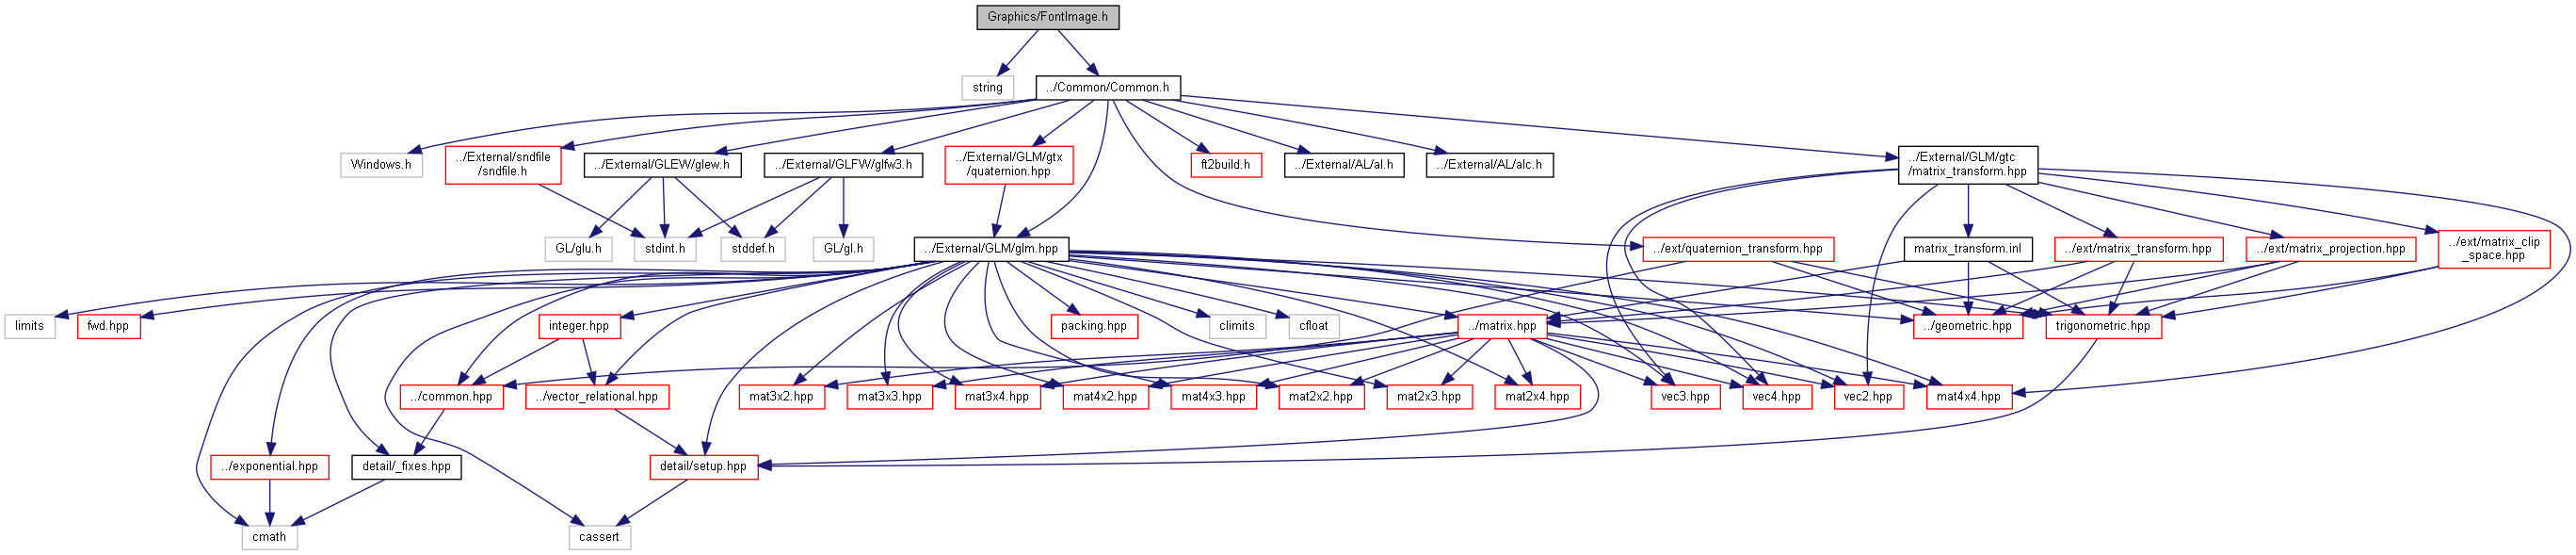 Graphics/FontImage.h
string
../Common/Common.h
Windows.h
../External/sndfile
/sndfile.h
../External/GLEW/glew.h
../External/GLFW/glfw3.h
../External/GLM/gtx
/quaternion.hpp
ft2build.h
../External/AL/al.h
../External/AL/alc.h
../External/GLM/gtc
/matrix_transform.hpp
GL/glu.h
stdint.h
stddef.h
GL/gl.h
../External/GLM/glm.hpp
../ext/quaternion_transform.hpp
matrix_transform.inl
../ext/matrix_transform.hpp
../ext/matrix_projection.hpp
../ext/matrix_clip
_space.hpp
limits
fwd.hpp
integer.hpp
packing.hpp
climits
cfloat
../matrix.hpp
../geometric.hpp
trigonometric.hpp
../common.hpp
../vector_relational.hpp
mat3x2.hpp
mat3x3.hpp
mat3x4.hpp
mat4x2.hpp
mat4x3.hpp
mat2x2.hpp
mat2x3.hpp
mat2x4.hpp
vec3.hpp
vec4.hpp
vec2.hpp
mat4x4.hpp
../exponential.hpp
detail/_fixes.hpp
detail/setup.hpp
cmath
cassert